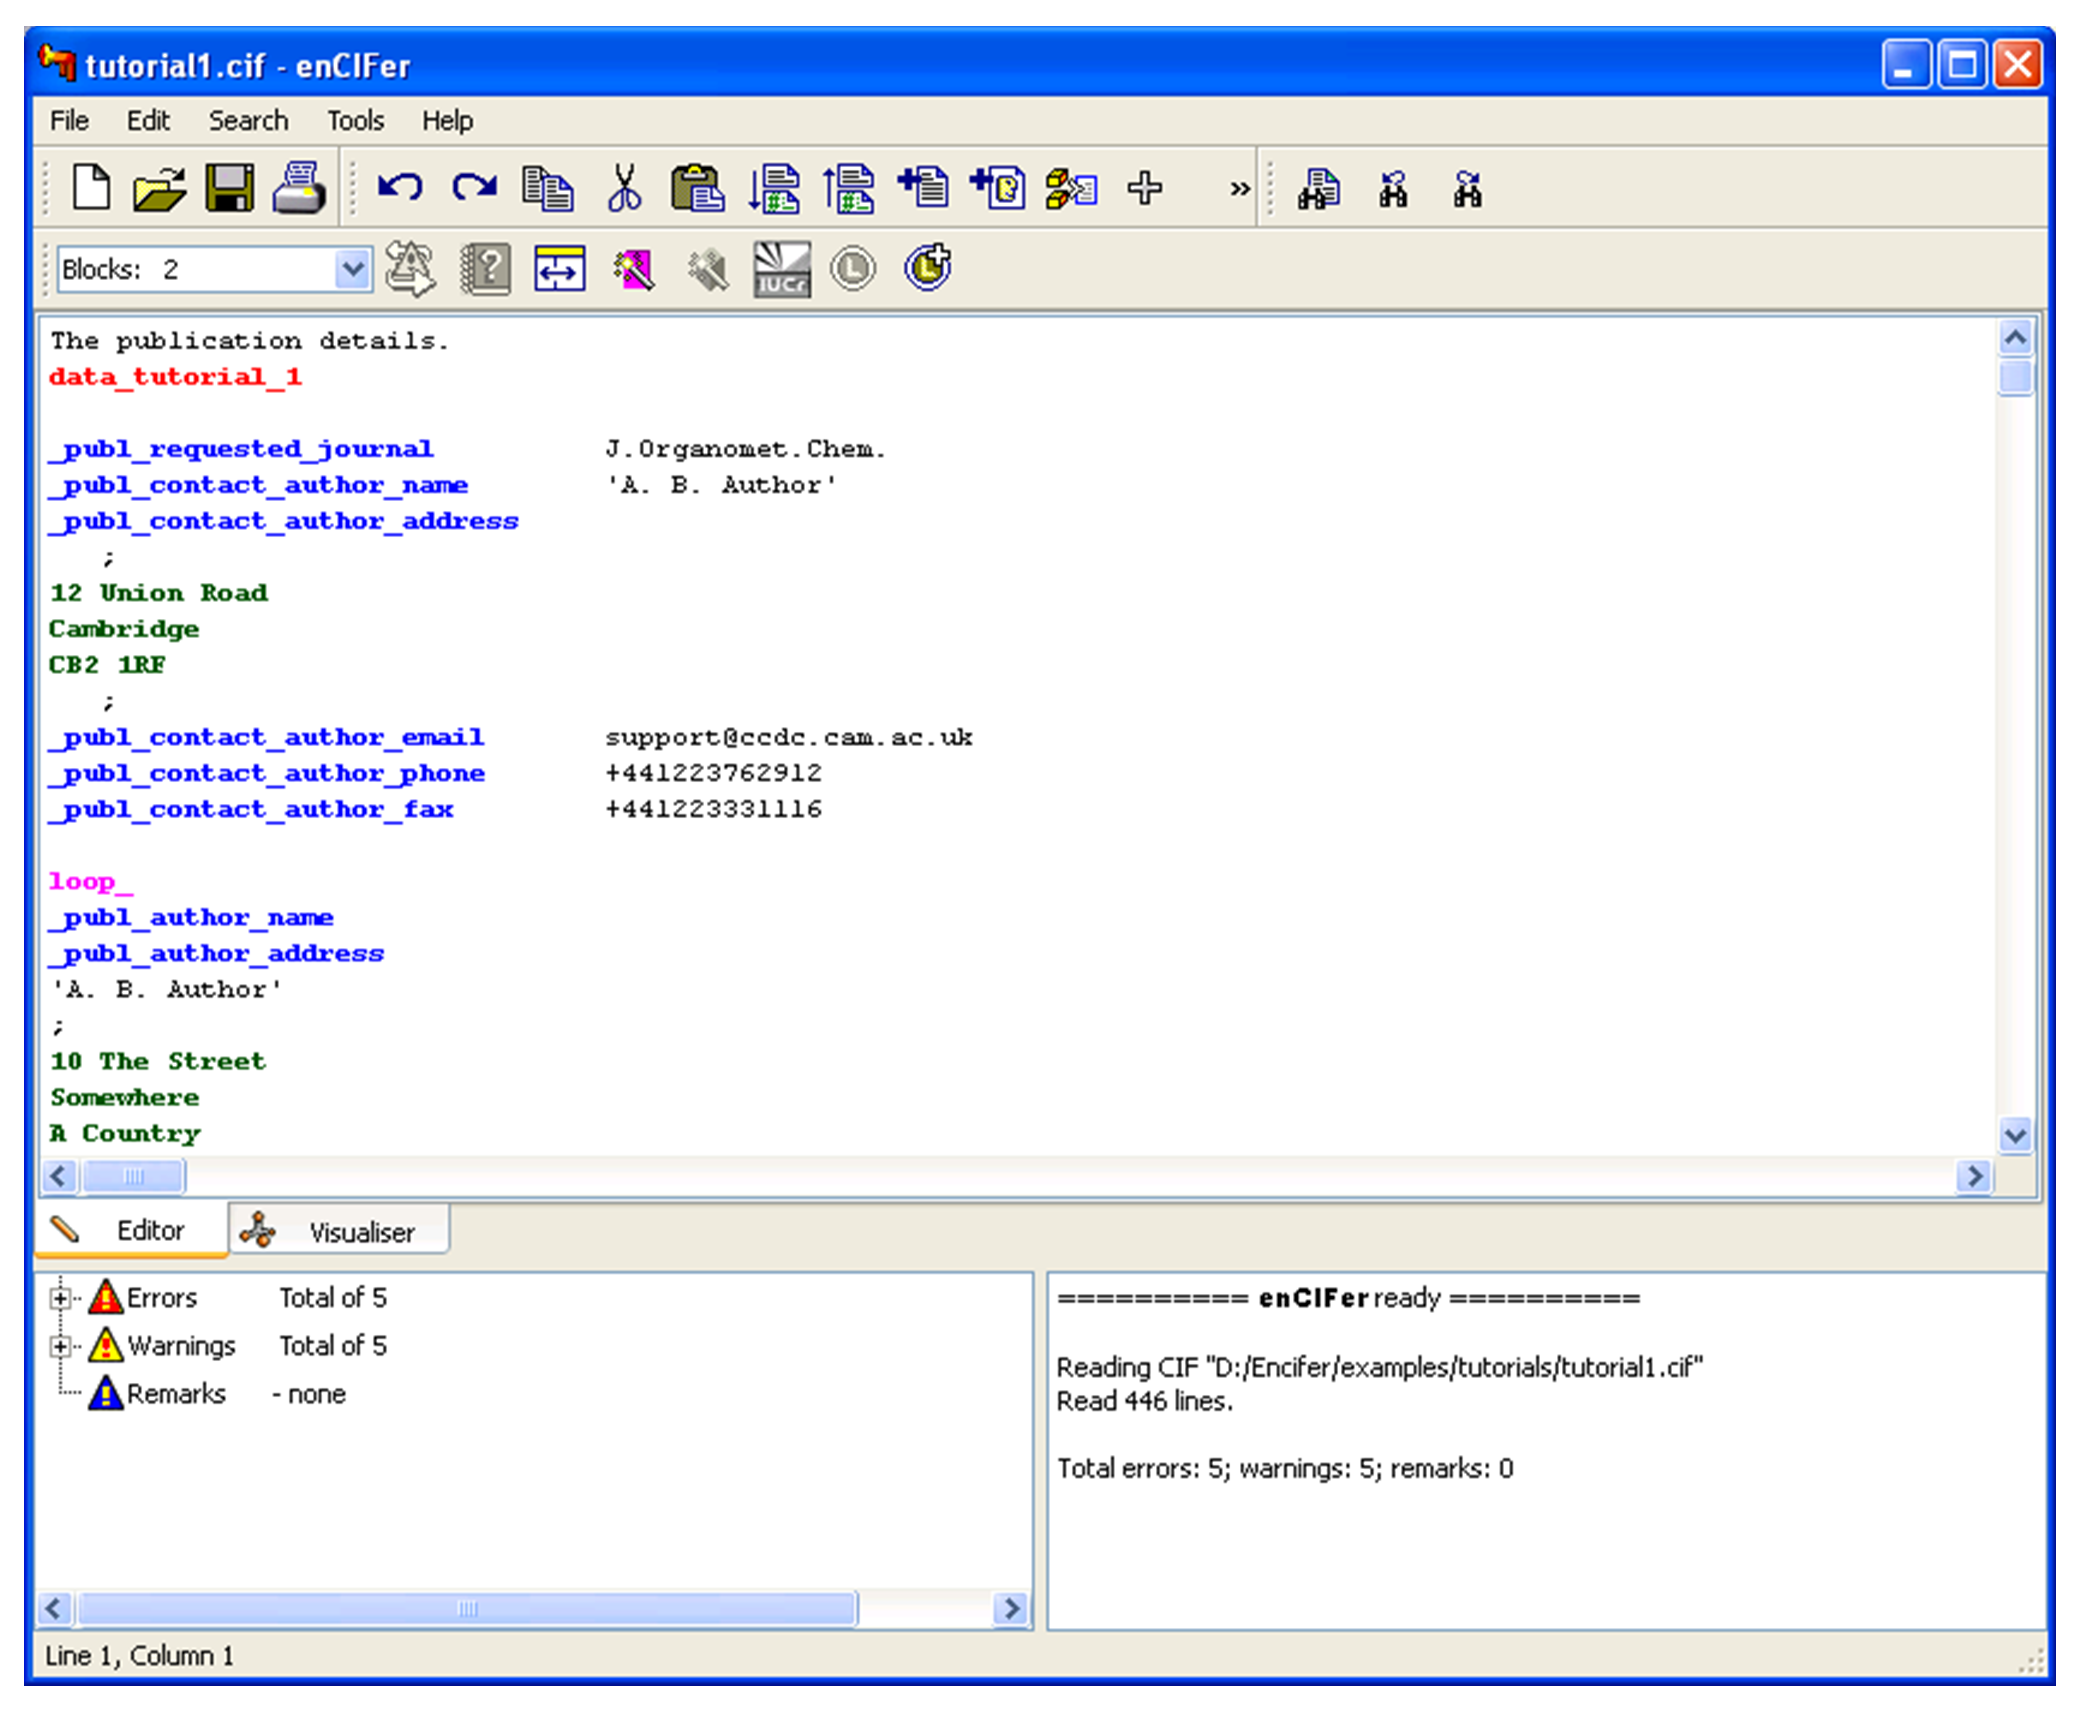 tutorial1.cif - enCIFer
File Edit Search Tools Help
»
Blocks: 2
?
IUCr
L
L
The publication details.
data_tutorial_1
_publ_requested_journal J.Organomet.Chem.
_publ_contact_author_name 'A. B. Author'
_publ_contact_author_address
;
12 Union Road
Cambridge
CB2 1RF
;
_publ_contact_author_email support@ccdc.cam.ac.uk
_publ_contact_author_phone +441223762912
_publ_contact_author_fax +441223331116
loop_
_publ_author_name
_publ_author_address
'A. B. Author'
;
10 The Street
Somewhere
A Country
Editor Visualiser
Errors Total of 5
Warnings Total of 5
Remarks - none
========== enCIFer ready ==========
Reading CIF "D:/Encifer/examples/tutorials/tutorial1.cif"
Read 446 lines.
Total errors: 5; warnings: 5; remarks: 0
Line 1, Column 1